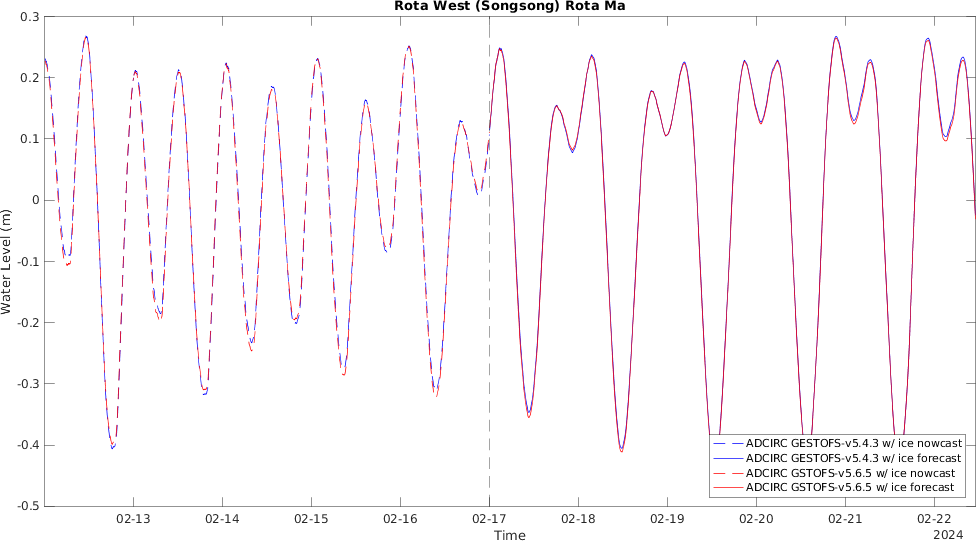 Rota West (Songsong) Rota Ma
0.3
0.2
0.1
0
-0.1
-0.2
-0.3
-0.4
-0.5
Water Level (m)
ADCIRC GESTOFS-v5.4.3 w/ ice nowcast
ADCIRC GESTOFS-v5.4.3 w/ ice forecast
ADCIRC GSTOFS-v5.6.5 w/ ice nowcast
ADCIRC GSTOFS-v5.6.5 w/ ice forecast
02-13 02-14 02-15 02-16 02-17 02-18 02-19 02-20 02-21 02-22
Time 2024